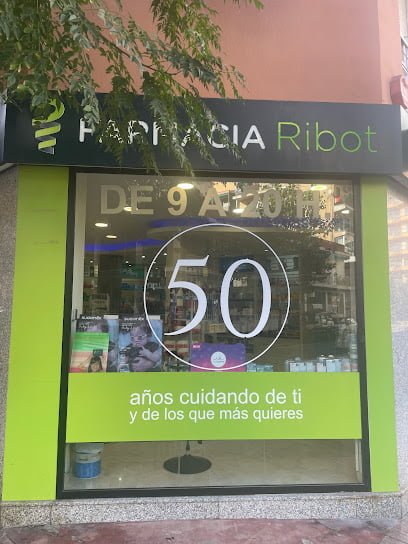 FARMACIA Ribot
DE 9 A 20 H
50
años cuidando de ti
y de los que más quieres